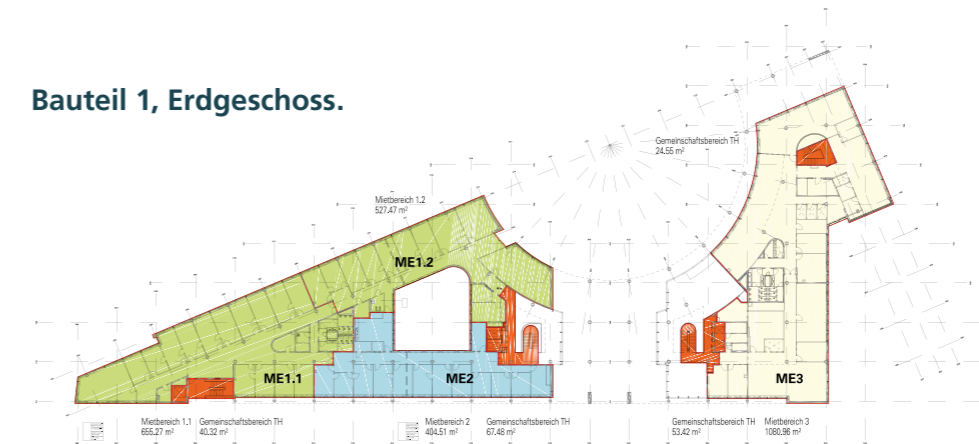 Bauteil 1, Erdgeschoss.
Gemeinschaftsbereich TH
24.55 m²
Mietbereich 1.2
527.47 m²
ME1.2
ME1.1
ME2
ME3
Mietbereich 1.1
655.27 m²
Gemeinschaftsbereich TH
40.32 m²
Mietbereich 2
404.51 m²
Gemeinschaftsbereich TH
67.48 m²
Gemeinschaftsbereich TH
53.42 m²
Mietbereich 3
1080.96 m²